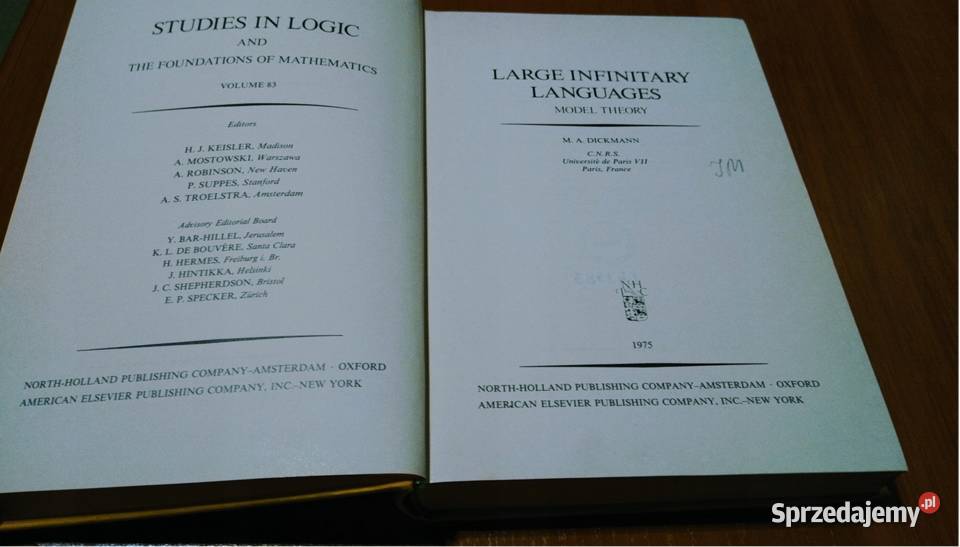 STUDIES IN LOGIC
AND
THE FOUNDATIONS OF MATHEMATICS
VOLUME 83
Editors
H. J. KEISLER, Madison
A. MOSTOWSKI, Warszawa
A. ROBINSON, New Haven
P. SUPPES, Stanford
A. S. TROELSTRA, Amsterdam
Advisory Editorial Board
Y. BAR-HILLEL, Jerusalem
K. L. DE BOUVÈRE, Santa Clara
H. HERMES, Freiburg i. Br.
J. HINTIKKA, Helsinki
J. C. SHEPHERDSON, Bristol
E. P. SPECKER, Zürich
NORTH-HOLLAND PUBLISHING COMPANY–AMSTERDAM · OXFORD
AMERICAN ELSEVIER PUBLISHING COMPANY, INC.–NEW YORK
LARGE INFINITARY
LANGUAGES
MODEL THEORY
M. A. DICKMANN
C.N.R.S.
Université de Paris VII
Paris, France
JM
1975
NORTH-HOLLAND PUBLISHING COMPANY–AMSTERDAM · OXFORD
AMERICAN ELSEVIER PUBLISHING COMPANY, INC.–NEW YORK
Sprzedajemy.pl